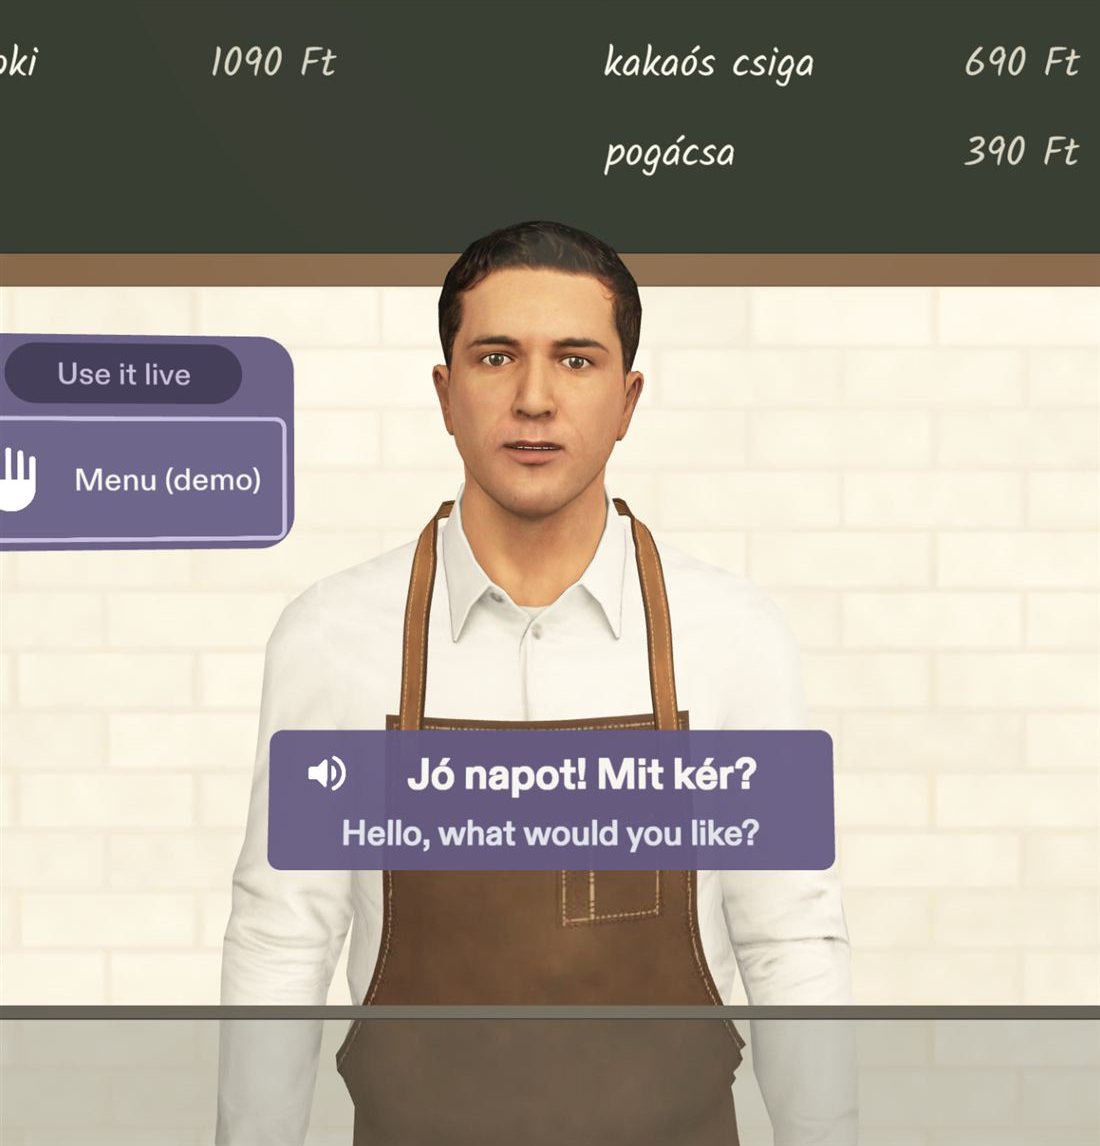 1090 Ft
kakaós csiga 690 Ft
pogácsa 390 Ft
Use it live
Menu (demo)
Jó napot! Mit kér?
Hello, what would you like?